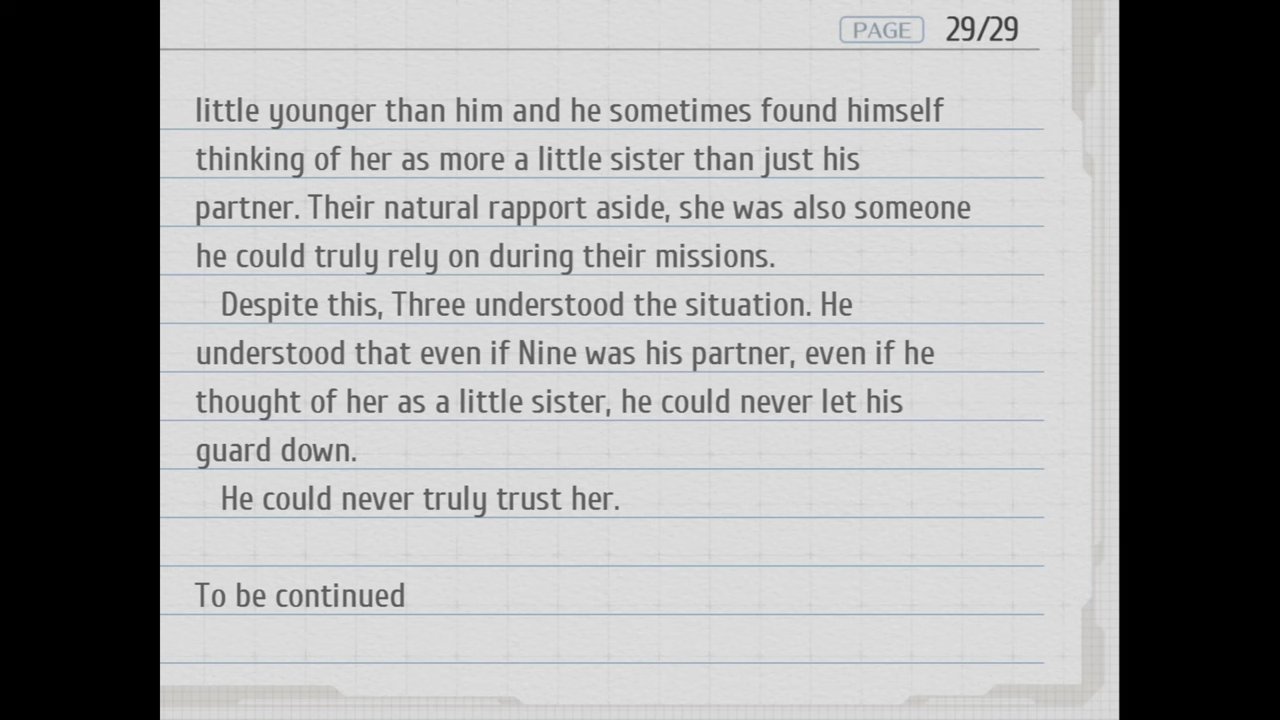 PAGE 29/29
little younger than him and he sometimes found himself
thinking of her as more a little sister than just his
partner. Their natural rapport aside, she was also someone
he could truly rely on during their missions.
Despite this, Three understood the situation. He
understood that even if Nine was his partner, even if he
thought of her as a little sister, he could never let his
guard down.
He could never truly trust her.
To be continued